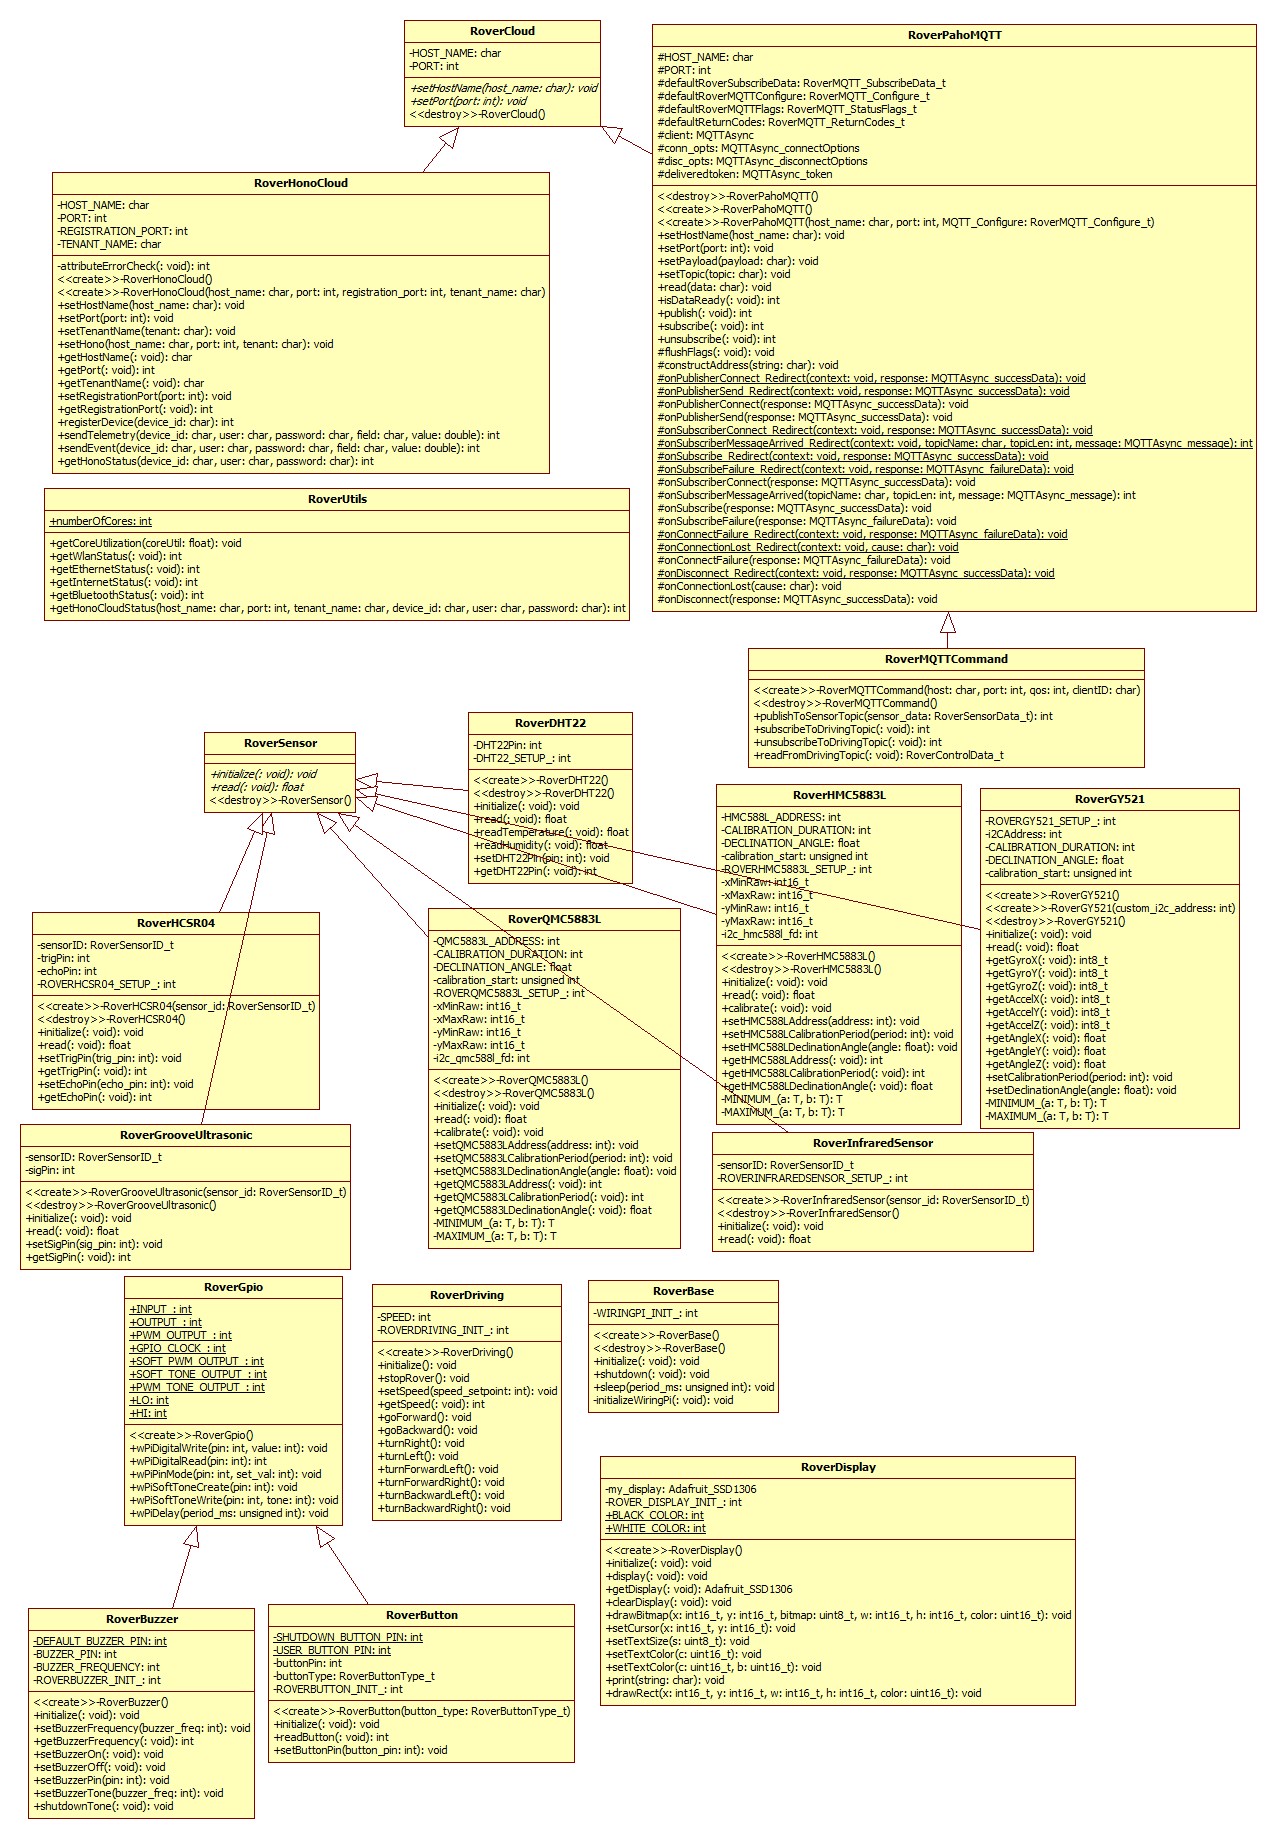 RoverCloud
-HOST_NAME: char
-PORT: int
+setHostName(host_name: char): void
+setPort(port: int): void
<<destroy>>-RoverCloud()
RoverPahoMQTT
#HOST_NAME: char
#PORT: int
#defaultRoverSubscribeData: RoverMQTT_SubscribeData_t
#defaultRoverMQTTConfigure: RoverMQTT_Configure_t
#defaultRoverMQTTFlags: RoverMQTT_StatusFlags_t
#defaultReturnCodes: RoverMQTT_ReturnCodes_t
#client: MQTTAsync
#conn_opts: MQTTAsync_connectOptions
#disc_opts: MQTTAsync_disconnectOptions
#deliveredtoken: MQTTAsync_token
<<destroy>>-RoverPahoMQTT()
<<create>>-RoverPahoMQTT()
<<create>>-RoverPahoMQTT(host_name: char, port: int, MQTT_Configure: RoverMQTT_Configure_t)
+setHostName(host_name: char): void
+setPort(port: int): void
+setPayload(payload: char): void
+setTopic(topic: char): void
+read(data: char): void
+isDataReady(: void): int
+publish(: void): int
+subscribe(: void): int
+unsubscribe(: void): int
#flushFlags(: void): void
#constructAddress(string: char): void
#onPublisherConnect_Redirect(context: void, response: MQTTAsync_successData): void
#onPublisherSend_Redirect(context: void, response: MQTTAsync_successData): void
#onPublisherConnect(response: MQTTAsync_successData): void
#onPublisherSend(response: MQTTAsync_successData): void
#onSubscriberConnect_Redirect(context: void, response: MQTTAsync_successData): void
#onSubscriberMessageArrived_Redirect(context: void, topicName: char, topicLen: int, message: MQTTAsync_message): int
#onSubscribe_Redirect(context: void, response: MQTTAsync_successData): void
#onSubscribeFailure_Redirect(context: void, response: MQTTAsync_failureData): void
#onSubscriberConnect(response: MQTTAsync_successData): void
#onSubscriberMessageArrived(topicName: char, topicLen: int, message: MQTTAsync_message): int
#onSubscribe(response: MQTTAsync_successData): void
#onSubscribeFailure(response: MQTTAsync_failureData): void
#onConnectFailure_Redirect(context: void, response: MQTTAsync_failureData): void
#onConnectionLost_Redirect(context: void, cause: char): void
#onConnectFailure(response: MQTTAsync_failureData): void
#onDisconnect_Redirect(context: void, response: MQTTAsync_successData): void
#onConnectionLost(cause: char): void
#onDisconnect(response: MQTTAsync_successData): void
RoverHonoCloud
-HOST_NAME: char
-PORT: int
-REGISTRATION_PORT: int
-TENANT_NAME: char
-attributeErrorCheck(: void): int
<<create>>-RoverHonoCloud()
<<create>>-RoverHonoCloud(host_name: char, port: int, registration_port: int, tenant_name: char)
+setHostName(host_name: char): void
+setPort(port: int): void
+setTenantName(tenant: char): void
+setHono(host_name: char, port: int, tenant: char): void
+getHostName(: void): char
+getPort(: void): int
+getTenantName(: void): char
+setRegistrationPort(port: int): void
+getRegistrationPort(: void): int
+registerDevice(device_id: char): int
+sendTelemetry(device_id: char, user: char, password: char, field: char, value: double): int
+sendEvent(device_id: char, user: char, password: char, field: char, value: double): int
+getHonoStatus(device_id: char, user: char, password: char): int
RoverUtils
+numberOfCores: int
+getCoreUtilization(coreUtil: float): void
+getWlanStatus(: void): int
+getEthernetStatus(: void): int
+getInternetStatus(: void): int
+getBluetoothStatus(: void): int
+getHonoCloudStatus(host_name: char, port: int, tenant_name: char, device_id: char, user: char, password: char): int
RoverMQTTCommand
<<create>>-RoverMQTTCommand(host: char, port: int, qos: int, clientID: char)
<<destroy>>-RoverMQTTCommand()
+publishToSensorTopic(sensor_data: RoverSensorData_t): int
+subscribeToDrivingTopic(: void): int
+unsubscribeToDrivingTopic(: void): int
+readFromDrivingTopic(: void): RoverControlData_t
RoverSensor
+initialize(: void): void
+read(: void): float
<<destroy>>-RoverSensor()
RoverDHT22
-DHT22Pin: int
-DHT22_SETUP_: int
<<create>>-RoverDHT22()
<<destroy>>-RoverDHT22()
+initialize(: void): void
+read(: void): float
+readTemperature(: void): float
+readHumidity(: void): float
+setDHT22Pin(pin: int): void
+getDHT22Pin(: void): int
RoverHMC5883L
-HMC588L_ADDRESS: int
-CALIBRATION_DURATION: int
-DECLINATION_ANGLE: float
-calibration_start: unsigned int
-ROVERHMC5883L_SETUP_: int
-xMinRaw: int16_t
-xMaxRaw: int16_t
-yMinRaw: int16_t
-yMaxRaw: int16_t
-i2c_hmc588l_fd: int
<<create>>-RoverHMC5883L()
<<destroy>>-RoverHMC5883L()
+initialize(: void): void
+read(: void): float
+calibrate(: void): void
+setHMC588LAddress(address: int): void
+setHMC588LCalibrationPeriod(period: int): void
+setHMC588LDeclinationAngle(angle: float): void
+getHMC588LAddress(: void): int
+getHMC588LCalibrationPeriod(: void): int
+getHMC588LDeclinationAngle(: void): float
-MINIMUM_(a: T, b: T): T
-MAXIMUM_(a: T, b: T): T
RoverGY521
-ROVERGY521_SETUP_: int
-i2CAddress: int
-CALIBRATION_DURATION: int
-DECLINATION_ANGLE: float
-calibration_start: unsigned int
<<create>>-RoverGY521()
<<create>>-RoverGY521(custom_i2c_address: int)
<<destroy>>-RoverGY521()
+initialize(: void): void
+read(: void): float
+getGyroX(: void): int8_t
+getGyroY(: void): int8_t
+getGyroZ(: void): int8_t
+getAccelX(: void): int8_t
+getAccelY(: void): int8_t
+getAccelZ(: void): int8_t
+getAngleX(: void): float
+getAngleY(: void): float
+getAngleZ(: void): float
+setCalibrationPeriod(period: int): void
+setDeclinationAngle(angle: float): void
-MINIMUM_(a: T, b: T): T
-MAXIMUM_(a: T, b: T): T
RoverHCSR04
-sensorID: RoverSensorID_t
-trigPin: int
-echoPin: int
-ROVERHCSR04_SETUP_: int
<<create>>-RoverHCSR04(sensor_id: RoverSensorID_t)
<<destroy>>-RoverHCSR04()
+initialize(: void): void
+read(: void): float
+setTrigPin(trig_pin: int): void
+getTrigPin(: void): int
+setEchoPin(echo_pin: int): void
+getEchoPin(: void): int
RoverQMC5883L
-QMC5883L_ADDRESS: int
-CALIBRATION_DURATION: int
-DECLINATION_ANGLE: float
-calibration_start: unsigned int
-ROVERQMC5883L_SETUP_: int
-xMinRaw: int16_t
-xMaxRaw: int16_t
-yMinRaw: int16_t
-yMaxRaw: int16_t
-i2c_qmc588l_fd: int
<<create>>-RoverQMC5883L()
<<destroy>>-RoverQMC5883L()
+initialize(: void): void
+read(: void): float
+calibrate(: void): void
+setQMC5883LAddress(address: int): void
+setQMC5883LCalibrationPeriod(period: int): void
+setQMC5883LDeclinationAngle(angle: float): void
+getQMC5883LAddress(: void): int
+getQMC5883LCalibrationPeriod(: void): int
+getQMC5883LDeclinationAngle(: void): float
-MINIMUM_(a: T, b: T): T
-MAXIMUM_(a: T, b: T): T
RoverGrooveUltrasonic
-sensorID: RoverSensorID_t
-sigPin: int
<<create>>-RoverGrooveUltrasonic(sensor_id: RoverSensorID_t)
<<destroy>>-RoverGrooveUltrasonic()
+initialize(: void): void
+read(: void): float
+setSigPin(sig_pin: int): void
+getSigPin(: void): int
RoverInfraredSensor
-sensorID: RoverSensorID_t
-ROVERINFRAREDSENSOR_SETUP_: int
<<create>>-RoverInfraredSensor(sensor_id: RoverSensorID_t)
<<destroy>>-RoverInfraredSensor()
+initialize(: void): void
+read(: void): float
RoverGpio
+INPUT_: int
+OUTPUT_: int
+PWM_OUTPUT_: int
+GPIO_CLOCK_: int
+SOFT_PWM_OUTPUT_: int
+SOFT_TONE_OUTPUT_: int
+PWM_TONE_OUTPUT_: int
+LO: int
+HI: int
<<create>>-RoverGpio()
+wPiDigitalWrite(pin: int, value: int): void
+wPiDigitalRead(pin: int): int
+wPiPinMode(pin: int, set_val: int): void
+wPiSoftToneCreate(pin: int): void
+wPiSoftToneWrite(pin: int, tone: int): void
+wPiDelay(period_ms: unsigned int): void
RoverDriving
-SPEED: int
-ROVERDRIVING_INIT_: int
<<create>>-RoverDriving()
+initialize(): void
+stopRover(): void
+setSpeed(speed_setpoint: int): void
+getSpeed(: void): int
+goForward(): void
+goBackward(): void
+turnRight(): void
+turnLeft(): void
+turnForwardLeft(): void
+turnForwardRight(): void
+turnBackwardLeft(): void
+turnBackwardRight(): void
RoverBase
-WIRINGPI_INIT_: int
<<create>>-RoverBase()
<<destroy>>-RoverBase()
+initialize(: void): void
+shutdown(: void): void
+sleep(period_ms: unsigned int): void
-initializeWiringPi(: void): void
RoverDisplay
-my_display: Adafruit_SSD1306
-ROVER_DISPLAY_INIT_: int
+BLACK_COLOR: int
+WHITE_COLOR: int
<<create>>-RoverDisplay()
+initialize(: void): void
+display(: void): void
+getDisplay(: void): Adafruit_SSD1306
+clearDisplay(: void): void
+drawBitmap(x: int16_t, y: int16_t, bitmap: uint8_t, w: int16_t, h: int16_t, color: uint16_t): void
+setCursor(x: int16_t, y: int16_t): void
+setTextSize(s: uint8_t): void
+setTextColor(c: uint16_t): void
+setTextColor(c: uint16_t, b: uint16_t): void
+print(string: char): void
+drawRect(x: int16_t, y: int16_t, w: int16_t, h: int16_t, color: uint16_t): void
RoverBuzzer
-DEFAULT_BUZZER_PIN: int
-BUZZER_PIN: int
-BUZZER_FREQUENCY: int
-ROVERBUZZER_INIT_: int
<<create>>-RoverBuzzer()
+initialize(: void): void
+setBuzzerFrequency(buzzer_freq: int): void
+getBuzzerFrequency(: void): int
+setBuzzerOn(: void): void
+setBuzzerOff(: void): void
+setBuzzerPin(pin: int): void
+setBuzzerTone(buzzer_freq: int): void
+shutdownTone(: void): void
RoverButton
-SHUTDOWN_BUTTON_PIN: int
-USER_BUTTON_PIN: int
-buttonPin: int
-buttonType: RoverButtonType_t
-ROVERBUTTON_INIT_: int
<<create>>-RoverButton(button_type: RoverButtonType_t)
+initialize(: void): void
+readButton(: void): int
+setButtonPin(button_pin: int): void